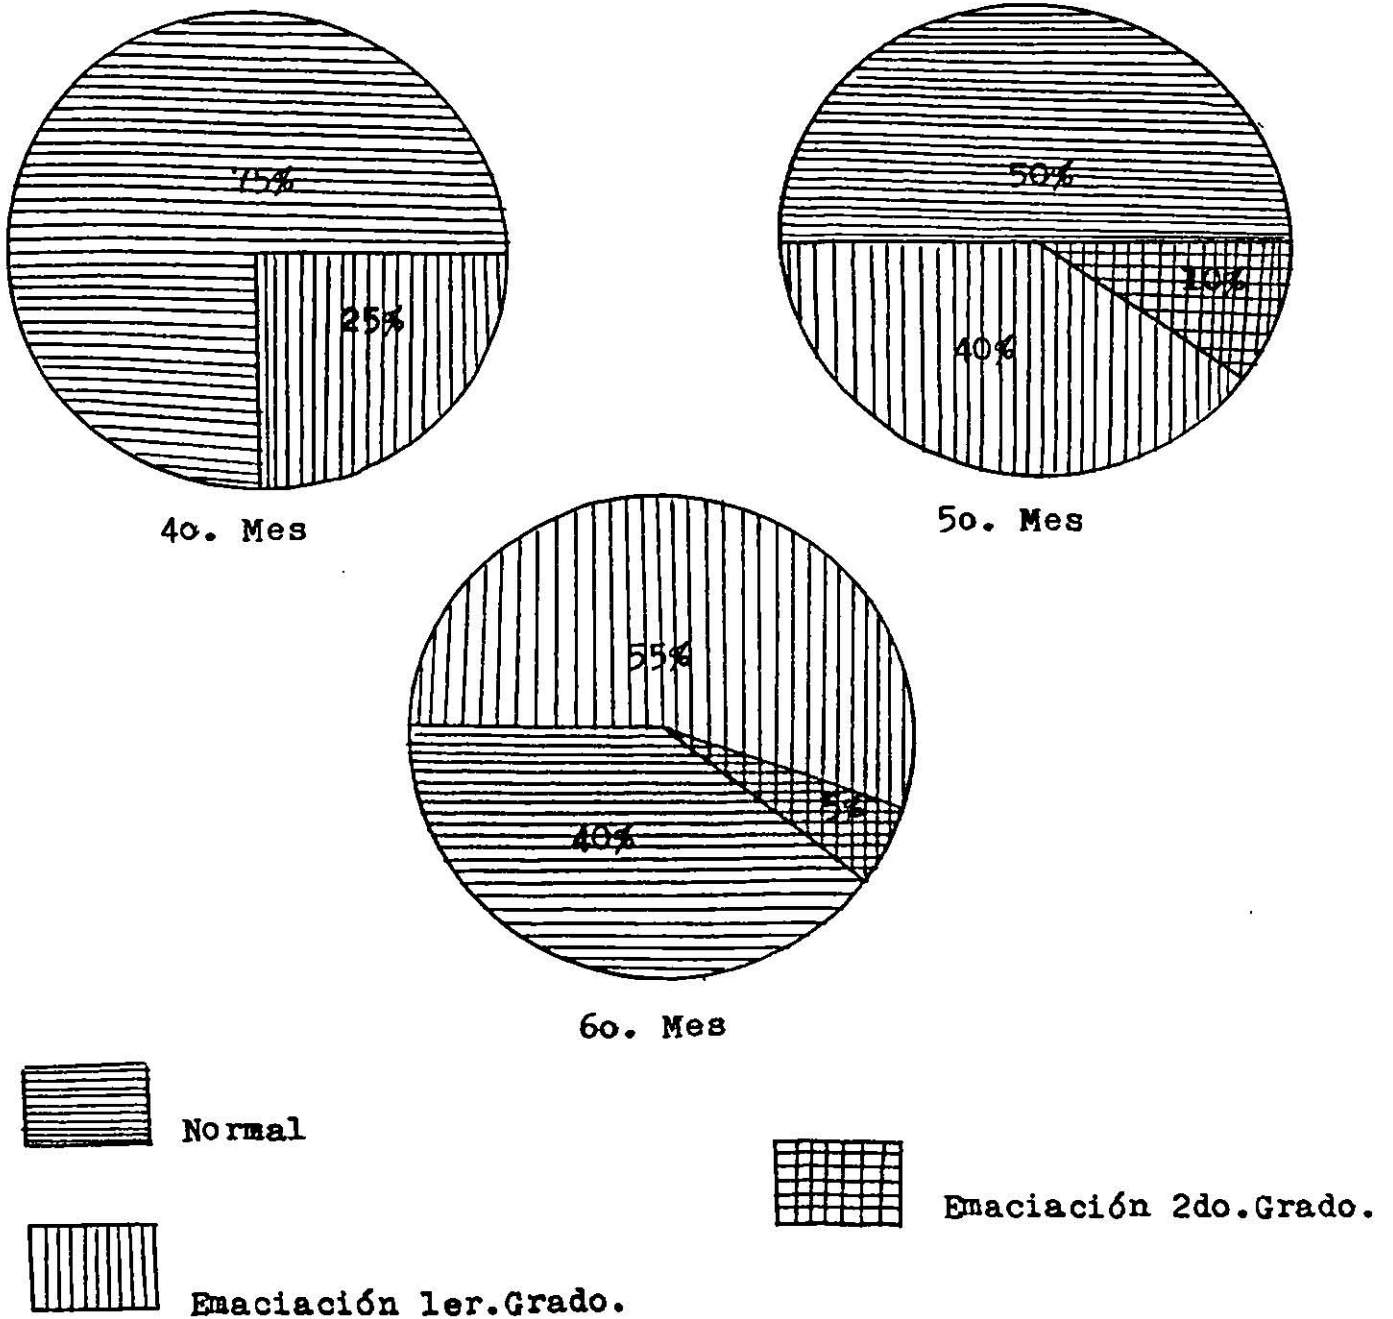 75%
25%
4o. Mes
50%
10%
40%
5o. Mes
55%
5%
40%
6o. Mes
Normal
Emaciación 2do.Grado.
Emaciación 1er.Grado.